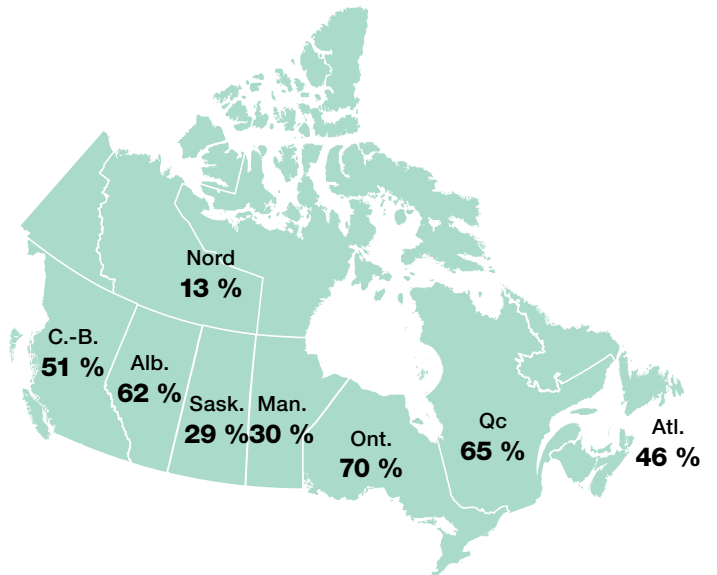 Nord
13 %
C.-B.
51 %
Alb.
62 %
Sask.
29 %
Man.
30 %
Ont.
70 %
Qc
65 %
Atl.
46 %